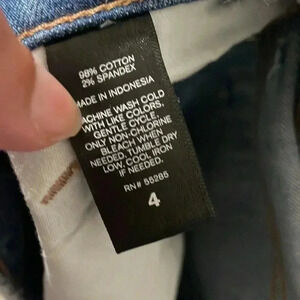 98% COTTON
2% SPANDEX
MADE IN INDONESIA
MACHINE WASH COLD
WITH LIKE COLORS,
GENTLE CYCLE,
ONLY NON-CHLORINE
BLEACH WHEN
NEEDED, TUMBLE DRY
LOW, COOL IRON
IF NEEDED.
RN# 55285
4